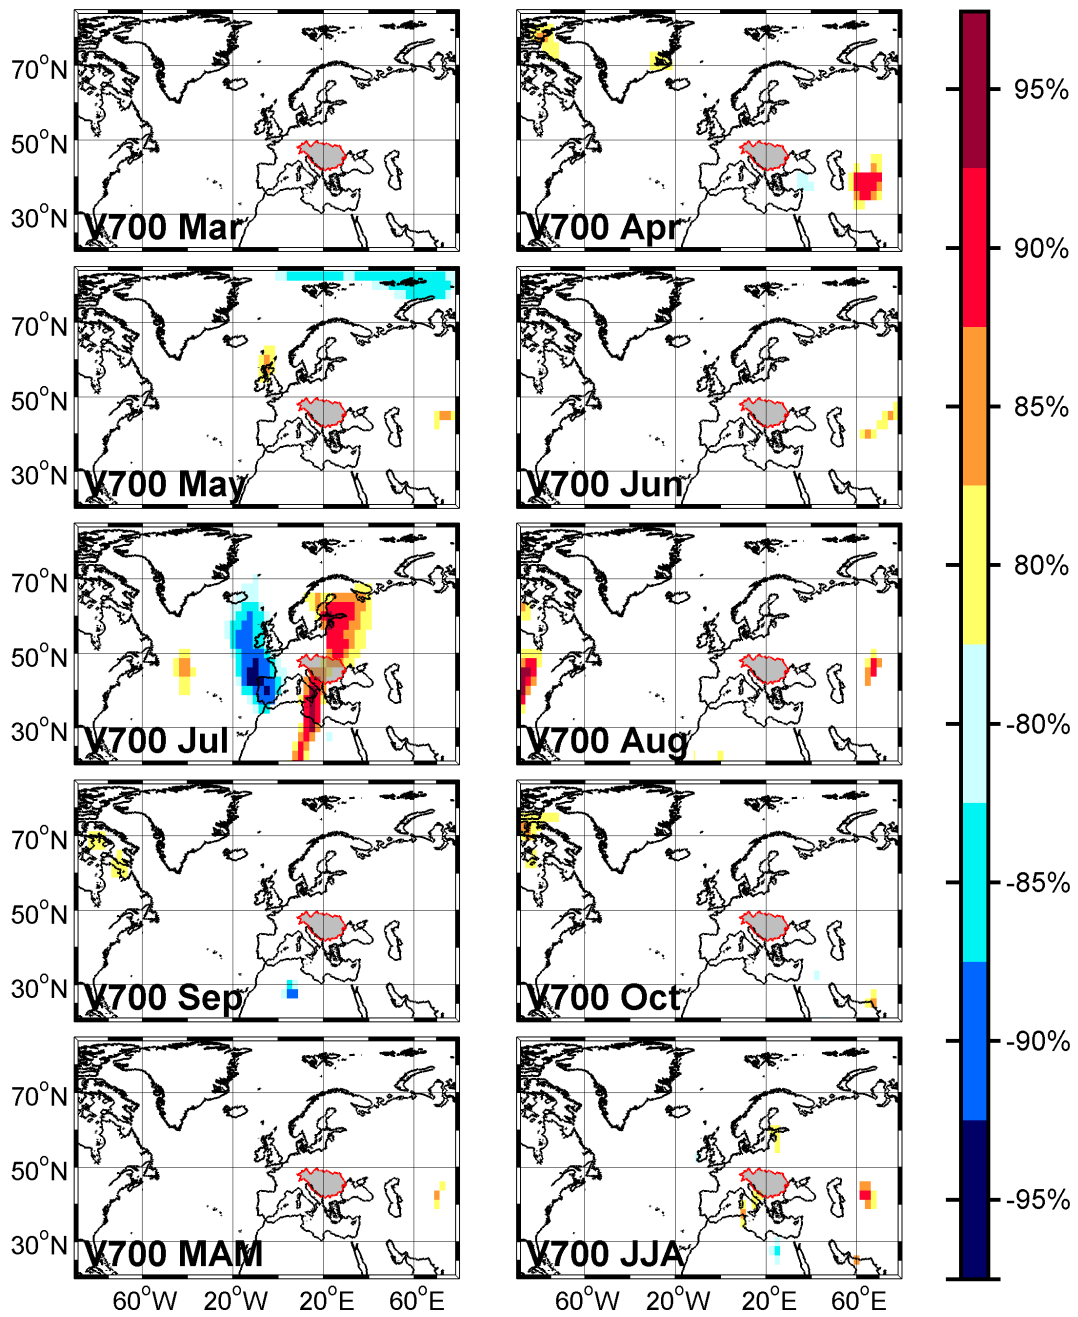 70°N
50°N
30°N
V700 Mar
V700 Apr
70°N
50°N
30°N
V700 May
V700 Jun
70°N
50°N
30°N
V700 Jul
V700 Aug
70°N
50°N
30°N
V700 Sep
V700 Oct
70°N
50°N
30°N
V700 MAM
V700 JJA
60°W 20°W 20°E 60°E
60°W 20°W 20°E 60°E
95%
90%
85%
80%
-80%
-85%
-90%
-95%